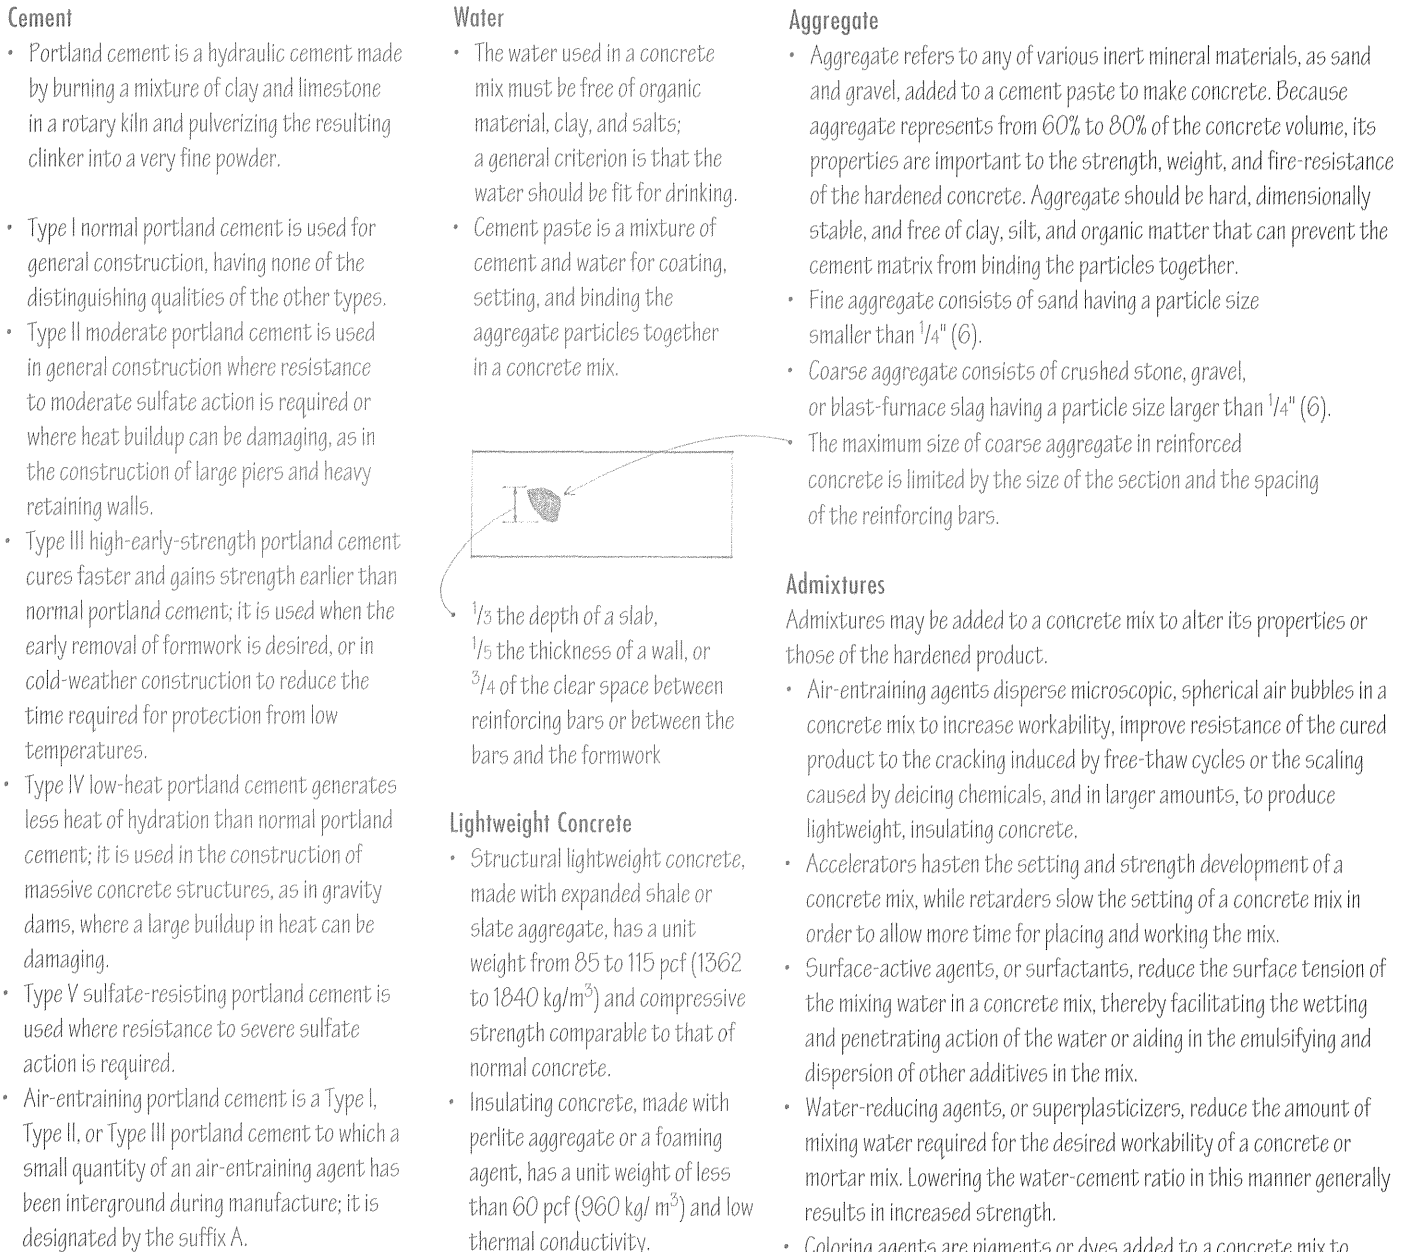 Cement
• Portland cement is a hydraulic cement made
by burning a mixture of clay and limestone
in a rotary kiln and pulverizing the resulting
clinker into a very fine powder.
• Type I normal portland cement is used for
general construction, having none of the
distinguishing qualities of the other types.
• Type II moderate portland cement is used
in general construction where resistance
to moderate sulfate action is required or
where heat buildup can be damaging, as in
the construction of large piers and heavy
retaining walls.
• Type III high-early-strength portland cement
cures faster and gains strength earlier than
normal portland cement; it is used when the
early removal of formwork is desired, or in
cold-weather construction to reduce the
time required for protection from low
temperatures.
• Type IV low-heat portland cement generates
less heat of hydration than normal portland
cement; it is used in the construction of
massive concrete structures, as in gravity
dams, where a large buildup in heat can be
damaging.
• Type V sulfate-resisting portland cement is
used where resistance to severe sulfate
action is required.
• Air-entraining portland cement is a Type I,
Type II, or Type III portland cement to which a
small quantity of an air-entraining agent has
been interground during manufacture; it is
designated by the suffix A.
Water
• The water used in a concrete
mix must be free of organic
material, clay, and salts;
a general criterion is that the
water should be fit for drinking.
• Cement paste is a mixture of
cement and water for coating,
setting, and binding the
aggregate particles together
in a concrete mix.
• 1/3 the depth of a slab,
1/5 the thickness of a wall, or
3/4 of the clear space between
reinforcing bars or between the
bars and the formwork
Lightweight Concrete
• Structural lightweight concrete,
made with expanded shale or
slate aggregate, has a unit
weight from 85 to 115 pcf (1362
to 1840 kg/m³) and compressive
strength comparable to that of
normal concrete.
• Insulating concrete, made with
perlite aggregate or a foaming
agent, has a unit weight of less
than 60 pcf (960 kg/ m³) and low
thermal conductivity.
Aggregate
• Aggregate refers to any of various inert mineral materials, as sand
and gravel, added to a cement paste to make concrete. Because
aggregate represents from 60% to 80% of the concrete volume, its
properties are important to the strength, weight, and fire-resistance
of the hardened concrete. Aggregate should be hard, dimensionally
stable, and free of clay, silt, and organic matter that can prevent the
cement matrix from binding the particles together.
• Fine aggregate consists of sand having a particle size
smaller than 1/4" (6).
• Coarse aggregate consists of crushed stone, gravel,
or blast-furnace slag having a particle size larger than 1/4" (6).
• The maximum size of coarse aggregate in reinforced
concrete is limited by the size of the section and the spacing
of the reinforcing bars.
Admixtures
Admixtures may be added to a concrete mix to alter its properties or
those of the hardened product.
• Air-entraining agents disperse microscopic, spherical air bubbles in a
concrete mix to increase workability, improve resistance of the cured
product to the cracking induced by free-thaw cycles or the scaling
caused by deicing chemicals, and in larger amounts, to produce
lightweight, insulating concrete.
• Accelerators hasten the setting and strength development of a
concrete mix, while retarders slow the setting of a concrete mix in
order to allow more time for placing and working the mix.
• Surface-active agents, or surfactants, reduce the surface tension of
the mixing water in a concrete mix, thereby facilitating the wetting
and penetrating action of the water or aiding in the emulsifying and
dispersion of other additives in the mix.
• Water-reducing agents, or superplasticizers, reduce the amount of
mixing water required for the desired workability of a concrete or
mortar mix. Lowering the water-cement ratio in this manner generally
results in increased strength.
• Coloring agents are pigments or dyes added to a concrete mix to